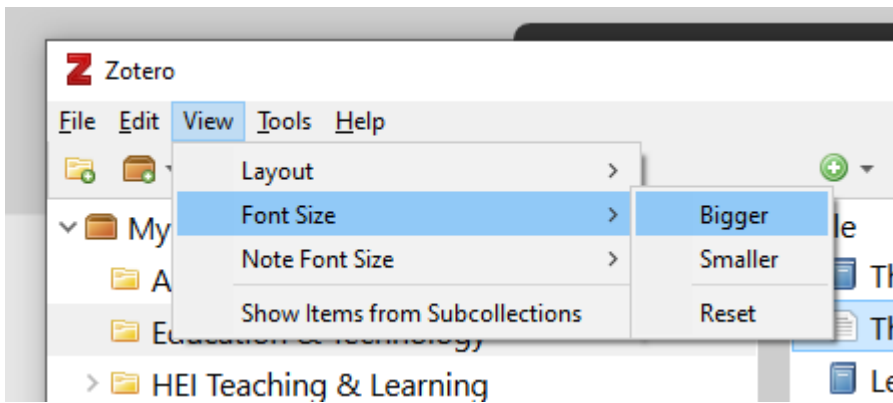 Z Zotero
File Edit View Tools Help
Layout
Font Size
Bigger
My
Note Font Size
Smaller
Show Items from Subcollections
Reset
HEI Teaching & Learning